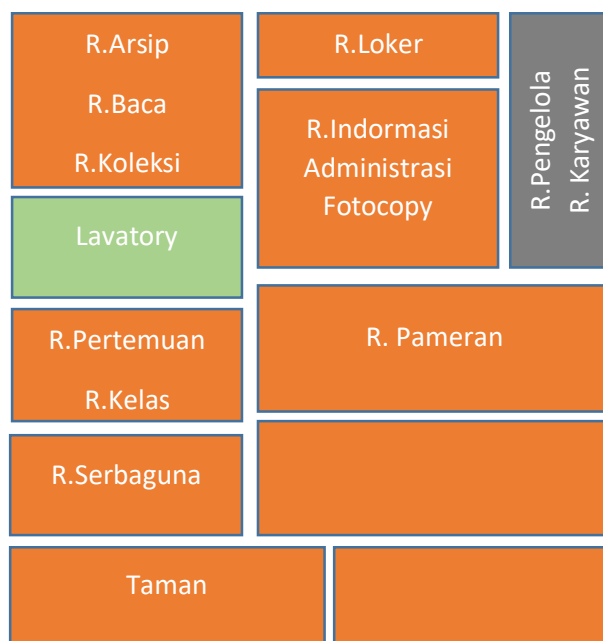 R.Arsip
R.Baca
R.Koleksi
R.Loker
R.Indormasi
Administrasi
Fotocopy
R.Pengelola
R. Karyawan
Lavatory
R.Pertemuan
R.Kelas
R. Pameran
R.Serbaguna
Taman